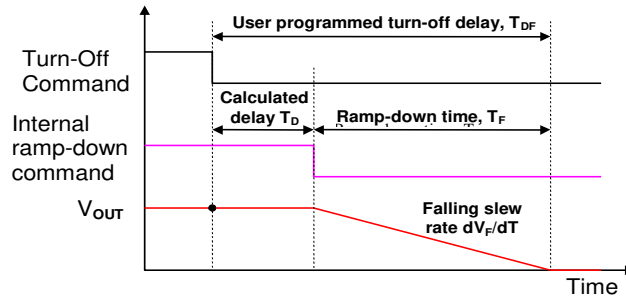 User programmed turn-off delay, TDF
Turn-Off
Command
Calculated
delay TD
Ramp-down time, TF
Internal
ramp-down
command
VOUT
Falling slew
rate dVF/dT
Time